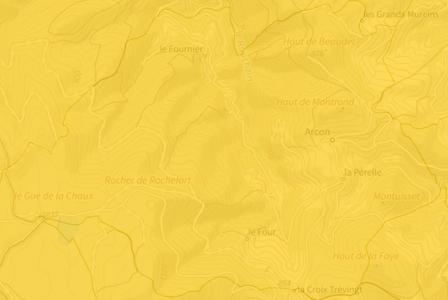 les Grands Murcins
Haut de Beaudet
le Fournier
Haut de Montrond
Arcon
la Pérelle
Rocher de Rochefort
le Gué de la Chaux
Montuisset
le Four
Haut de la Faye
la Croix Trévingt